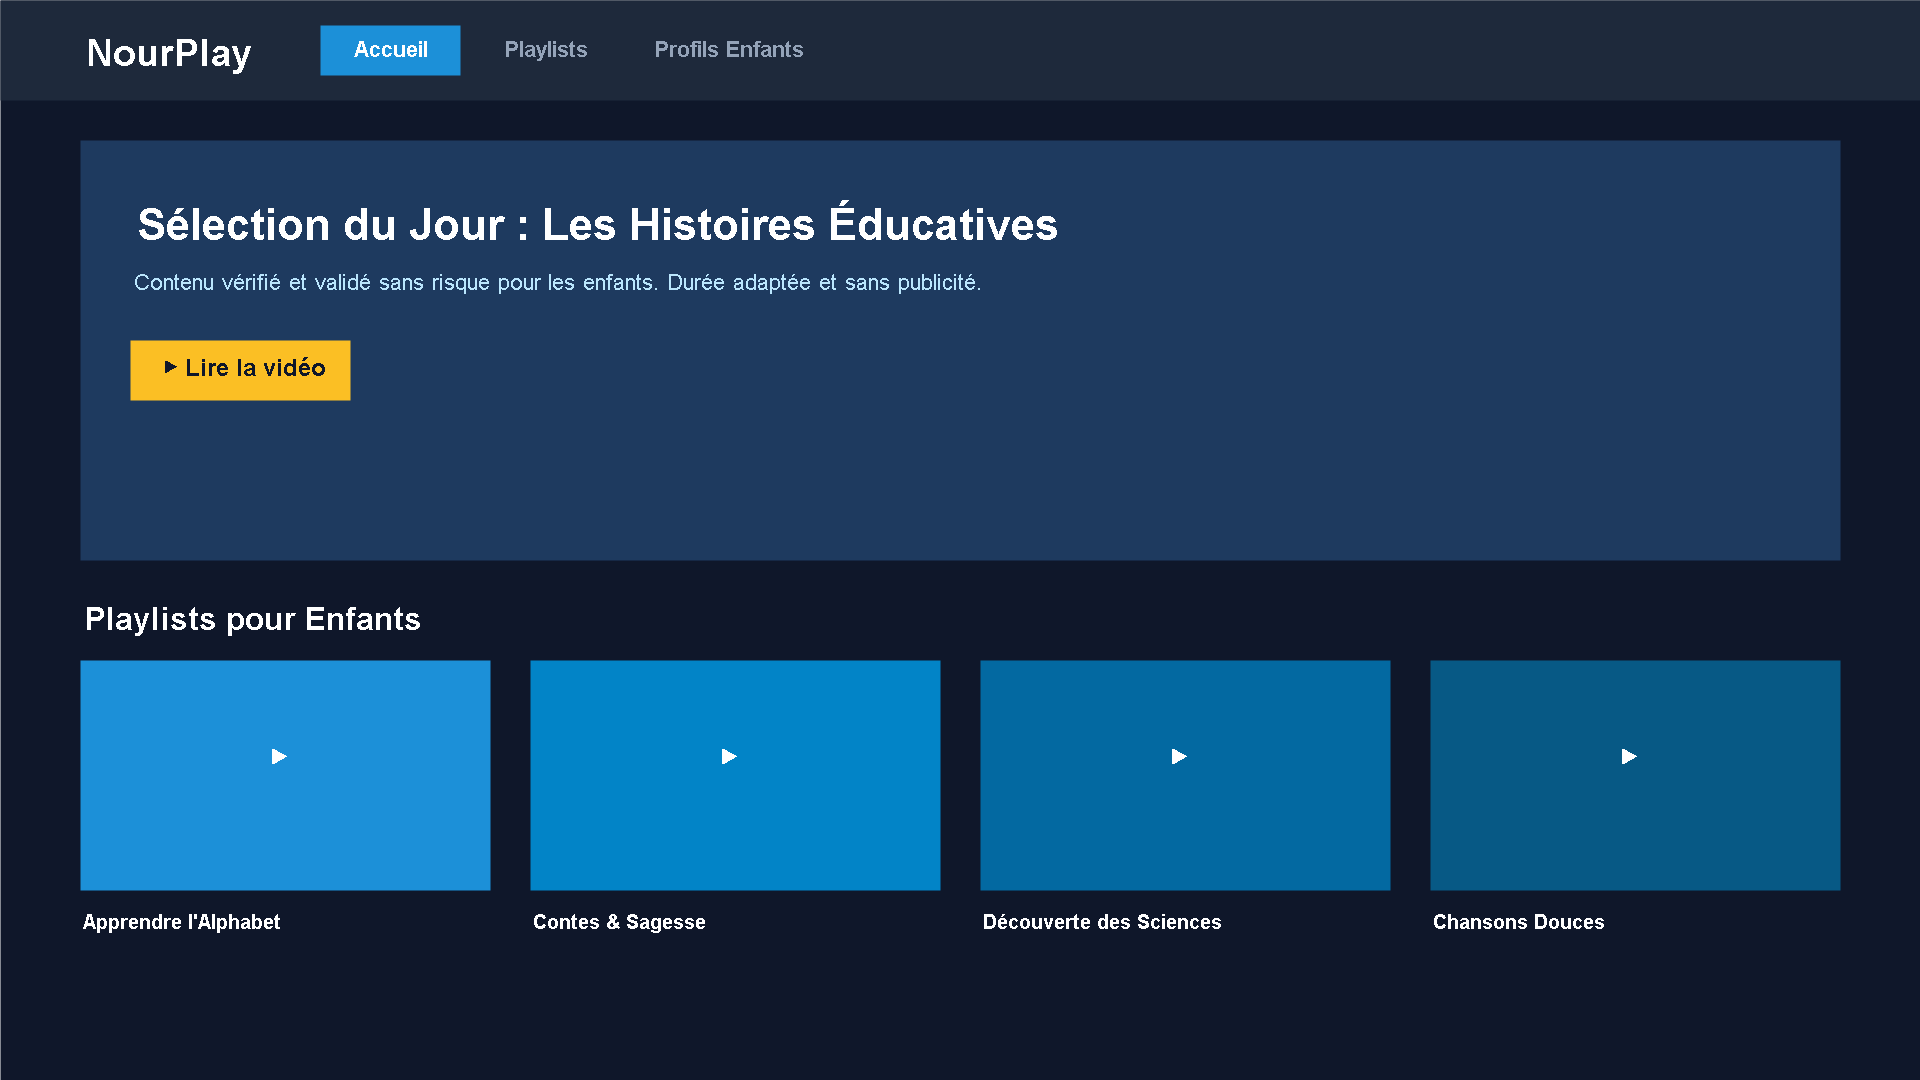 NourPlay
Accueil
Playlists
Profils Enfants
Sélection du Jour : Les Histoires Éducatives
Contenu vérifié et validé sans risque pour les enfants. Durée adaptée et sans publicité.
Lire la vidéo
Playlists pour Enfants
Apprendre l'Alphabet
Contes & Sagesse
Découverte des Sciences
Chansons Douces